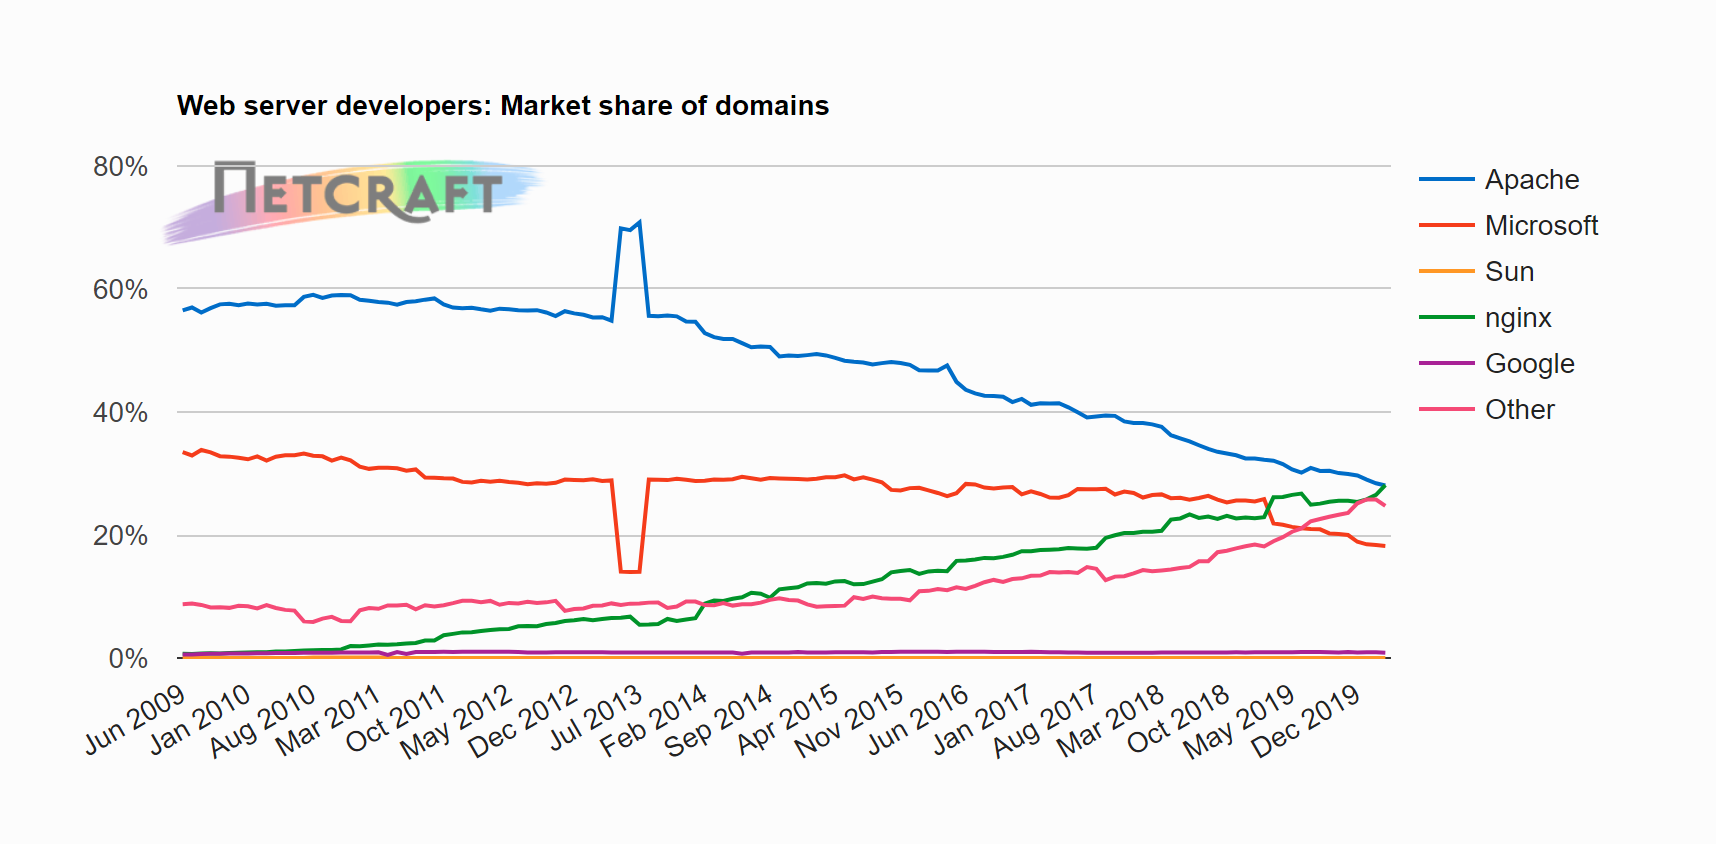 Web server developers: Market share of domains
NETCRAFT
80%
60%
40%
20%
0%
Apache
Microsoft
Sun
nginx
Google
Other
Jun 2009
Jan 2010
Aug 2010
Mar 2011
Oct 2011
May 2012
Dec 2012
Jul 2013
Feb 2014
Sep 2014
Apr 2015
Nov 2015
Jun 2016
Jan 2017
Aug 2017
Mar 2018
Oct 2018
May 2019
Dec 2019